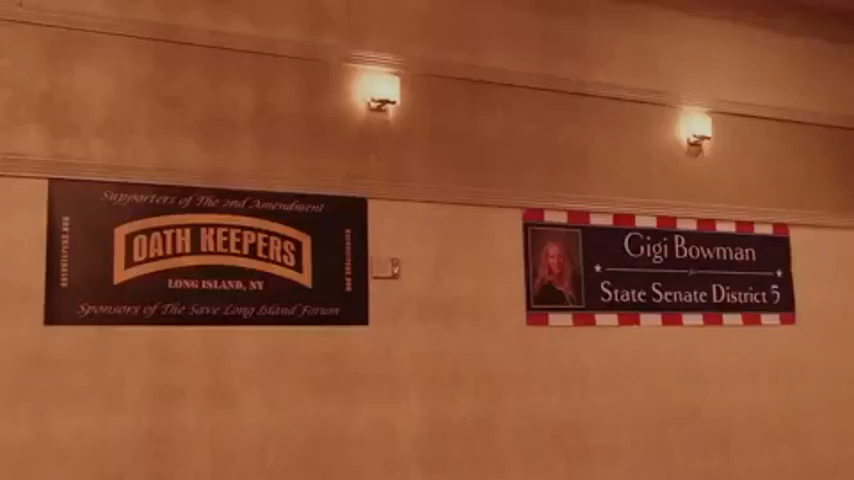 Supporters of The 2nd Amendment
OATH KEEPERS
LONG ISLAND, NY
Sponsors of The Save Long Island Forum
Gigi Bowman
for
State Senate District 5